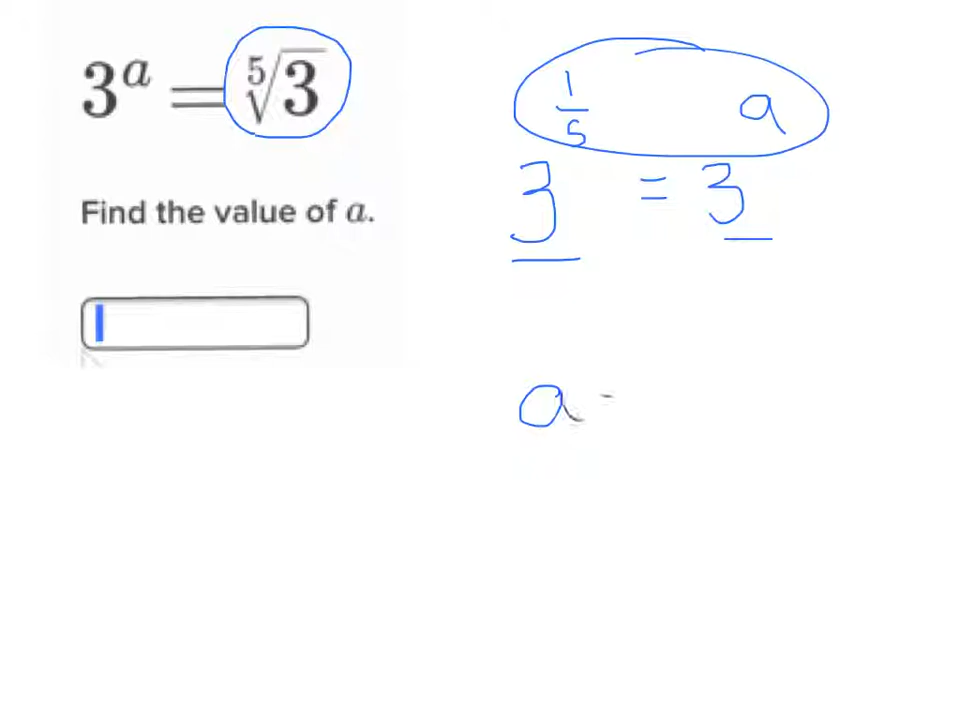 3^a = ⁵√3
Find the value of a.
3^(1/5) = 3^a
a =